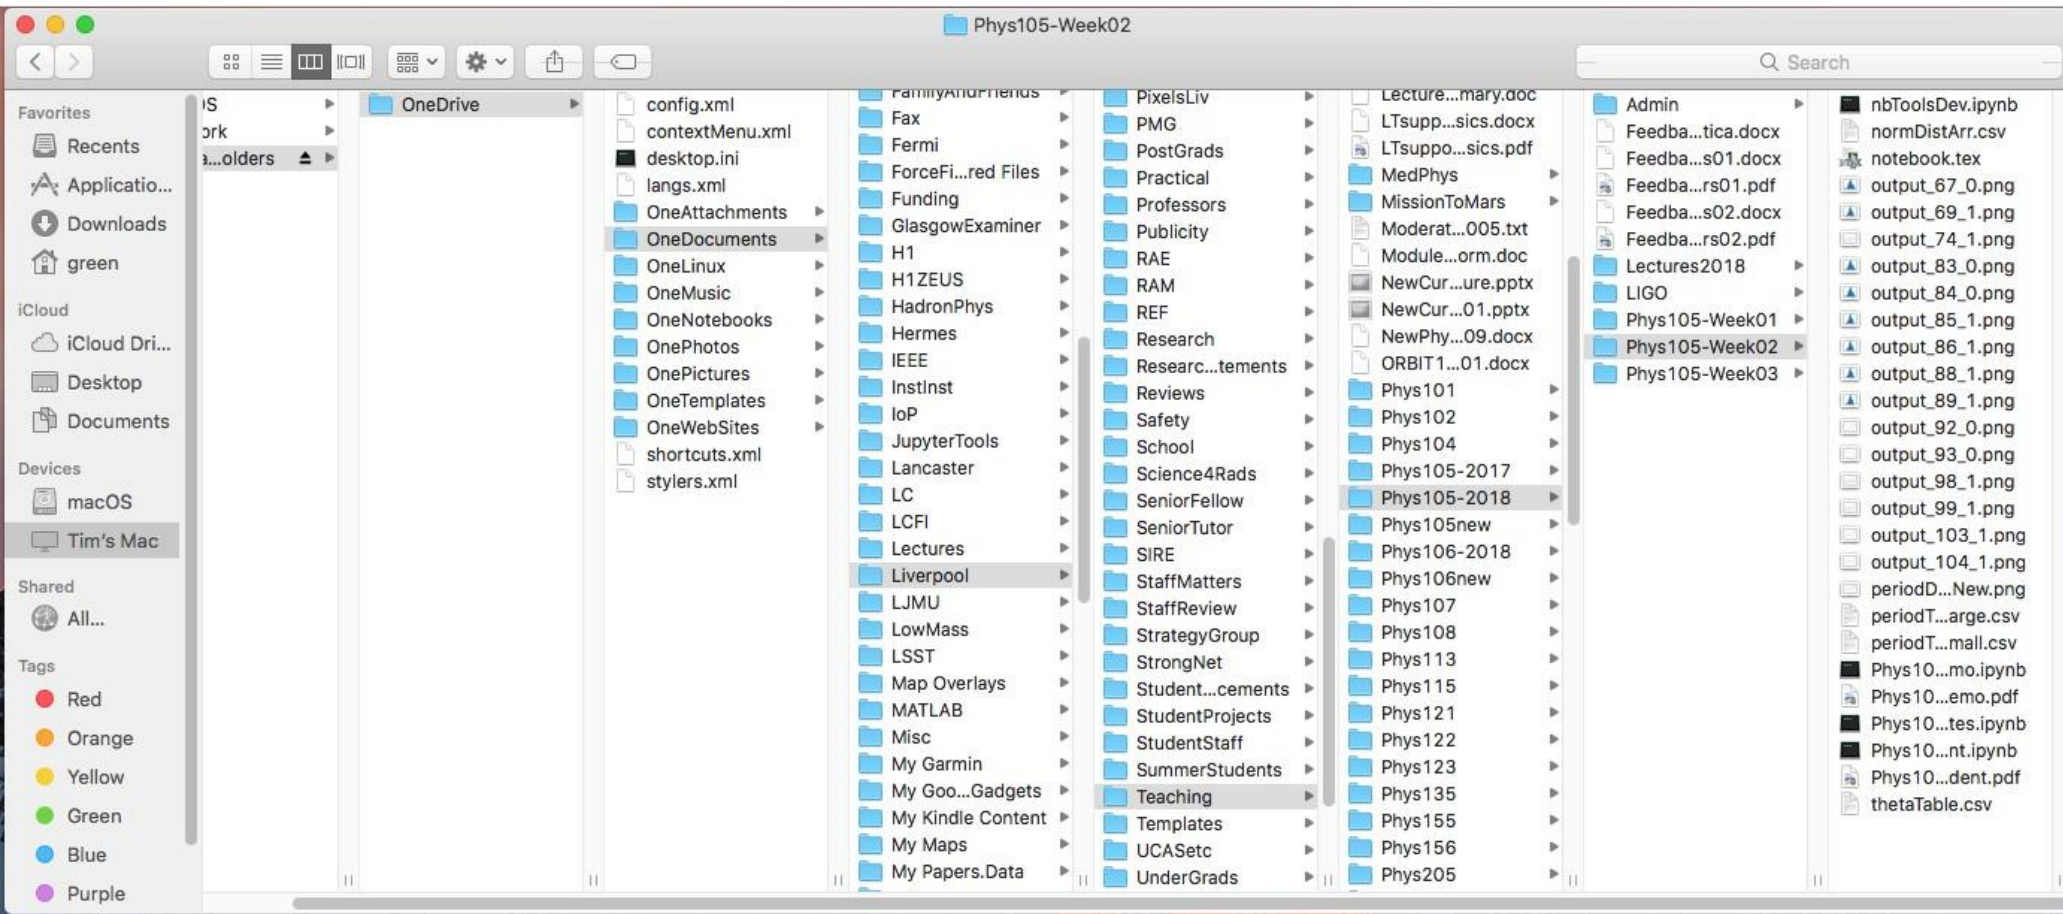 Phys105-Week02
Search
Favorites
Recents
Applicatio...
Downloads
green
iCloud
iCloud Dri...
Desktop
Documents
Devices
macOS
Tim's Mac
Shared
All...
Tags
Red
Orange
Yellow
Green
Blue
Purple
a...olders
OneDrive
config.xml
contextMenu.xml
desktop.ini
langs.xml
OneAttachments
OneDocuments
OneLinux
OneMusic
OneNotebooks
OnePhotos
OnePictures
OneTemplates
OneWebSites
shortcuts.xml
stylers.xml
FamilyAndFriends
Fax
Fermi
ForceFi...red Files
Funding
GlasgowExaminer
H1
H1ZEUS
HadronPhys
Hermes
IEEE
InstInst
IoP
JupyterTools
Lancaster
LC
LCFI
Lectures
Liverpool
LJMU
LowMass
LSST
Map Overlays
MATLAB
Misc
My Garmin
My Goo...Gadgets
My Kindle Content
My Maps
My Papers.Data
PixelsLiv
PMG
PostGrads
Practical
Professors
Publicity
RAE
RAM
REF
Research
Researc...tements
Reviews
Safety
School
Science4Rads
SeniorFellow
SeniorTutor
SIRE
StaffMatters
StaffReview
StrategyGroup
StrongNet
Student...cements
StudentProjects
StudentStaff
SummerStudents
Teaching
Templates
UCASetc
UnderGrads
Lecture...mary.doc
LTsupp...sics.docx
LTsuppo...sics.pdf
MedPhys
MissionToMars
Moderat...005.txt
Module...orm.doc
NewCur...ure.pptx
NewCur...01.pptx
NewPhy...09.docx
ORBIT1...01.docx
Phys101
Phys102
Phys104
Phys105-2017
Phys105-2018
Phys105new
Phys106-2018
Phys106new
Phys107
Phys108
Phys113
Phys115
Phys121
Phys122
Phys123
Phys135
Phys155
Phys156
Phys205
Admin
Feedba...tica.docx
Feedba...s01.docx
Feedba...rs01.pdf
Feedba...s02.docx
Feedba...rs02.pdf
Lectures2018
LIGO
Phys105-Week01
Phys105-Week02
Phys105-Week03
nbToolsDev.ipynb
normDistArr.csv
notebook.tex
output_67_0.png
output_69_1.png
output_74_1.png
output_83_0.png
output_84_0.png
output_85_1.png
output_86_1.png
output_88_1.png
output_89_1.png
output_92_0.png
output_93_0.png
output_98_1.png
output_99_1.png
output_103_1.png
output_104_1.png
periodD...New.png
periodT...arge.csv
periodT...mall.csv
Phys10...mo.ipynb
Phys10...emo.pdf
Phys10...tes.ipynb
Phys10...nt.ipynb
Phys10...dent.pdf
thetaTable.csv